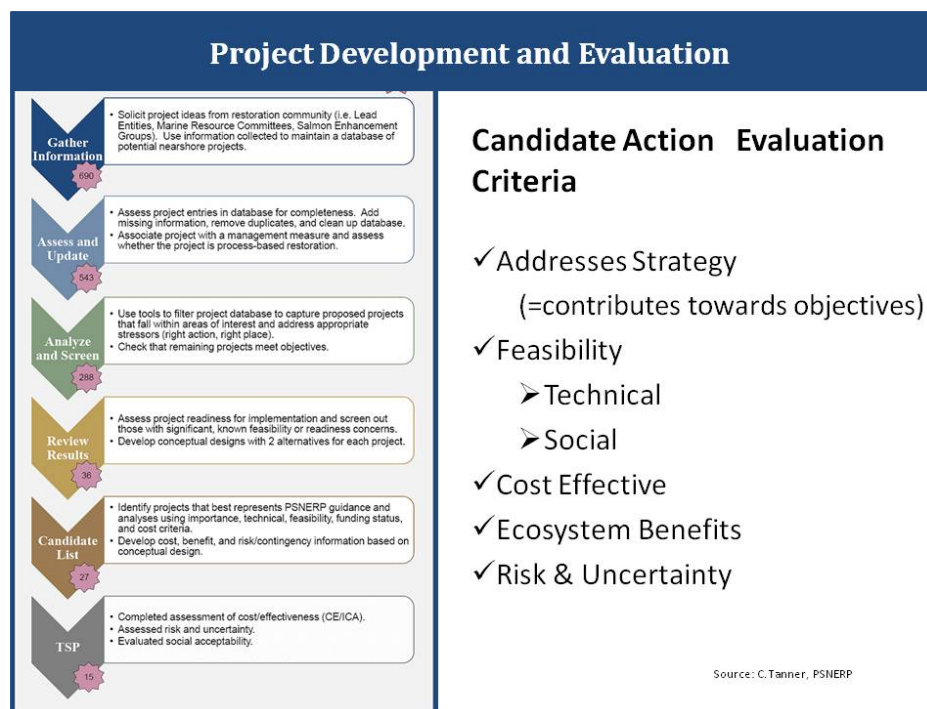 Project Development and Evaluation
Gather
Information
690
• Solicit project ideas from restoration community (i.e. Lead
Entities, Marine Resource Committees, Salmon Enhancement
Groups). Use information collected to maintain a database of
potential nearshore projects.
Assess and
Update
543
• Assess project entries in database for completeness. Add
missing information, remove duplicates, and clean up database.
• Associate project with a management measure and assess
whether the project is process-based restoration.
Analyze
and Screen
288
• Use tools to filter project database to capture proposed projects
that fall within areas of interest and address appropriate
stressors (right action, right place).
• Check that remaining projects meet objectives.
Review
Results
36
• Assess project readiness for implementation and screen out
those with significant, known feasibility or readiness concerns.
• Develop conceptual designs with 2 alternatives for each project.
Candidate
List
27
• Identify projects that best represents PSNERP guidance and
analyses using importance, technical, feasibility, funding status,
and cost criteria.
• Develop cost, benefit, and risk/contingency information based on
conceptual design.
TSP
15
• Completed assessment of cost/effectiveness (CE/ICA).
• Assessed risk and uncertainty.
• Evaluated social acceptability.
Candidate Action Evaluation
Criteria
✓Addresses Strategy
(=contributes towards objectives)
✓Feasibility
➢Technical
➢Social
✓Cost Effective
✓Ecosystem Benefits
✓Risk & Uncertainty
Source: C.Tanner, PSNERP